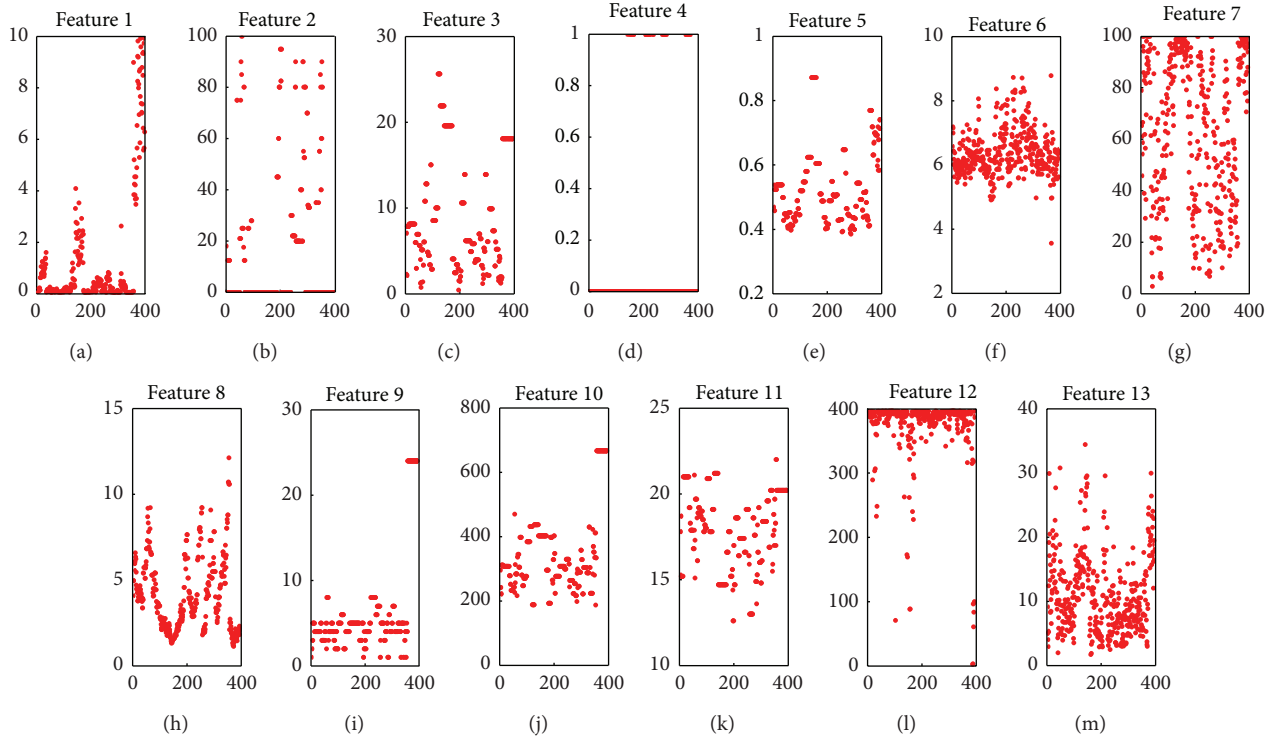 Feature 1
10
8
6
4
2
0
0 200 400
(a)
Feature 2
100
80
60
40
20
0
0 200 400
(b)
Feature 3
30
20
10
0
0 200 400
(c)
Feature 4
1
0.8
0.6
0.4
0.2
0
0 200 400
(d)
Feature 5
1
0.8
0.6
0.4
0.2
0 200 400
(e)
Feature 6
10
8
6
4
2
0 200 400
(f)
Feature 7
100
80
60
40
20
0
0 200 400
(g)
Feature 8
15
10
5
0
0 200 400
(h)
Feature 9
30
20
10
0
0 200 400
(i)
Feature 10
800
600
400
200
0
0 200 400
(j)
Feature 11
25
20
15
10
0 200 400
(k)
Feature 12
400
300
200
100
0
0 200 400
(l)
Feature 13
40
30
20
10
0
0 200 400
(m)